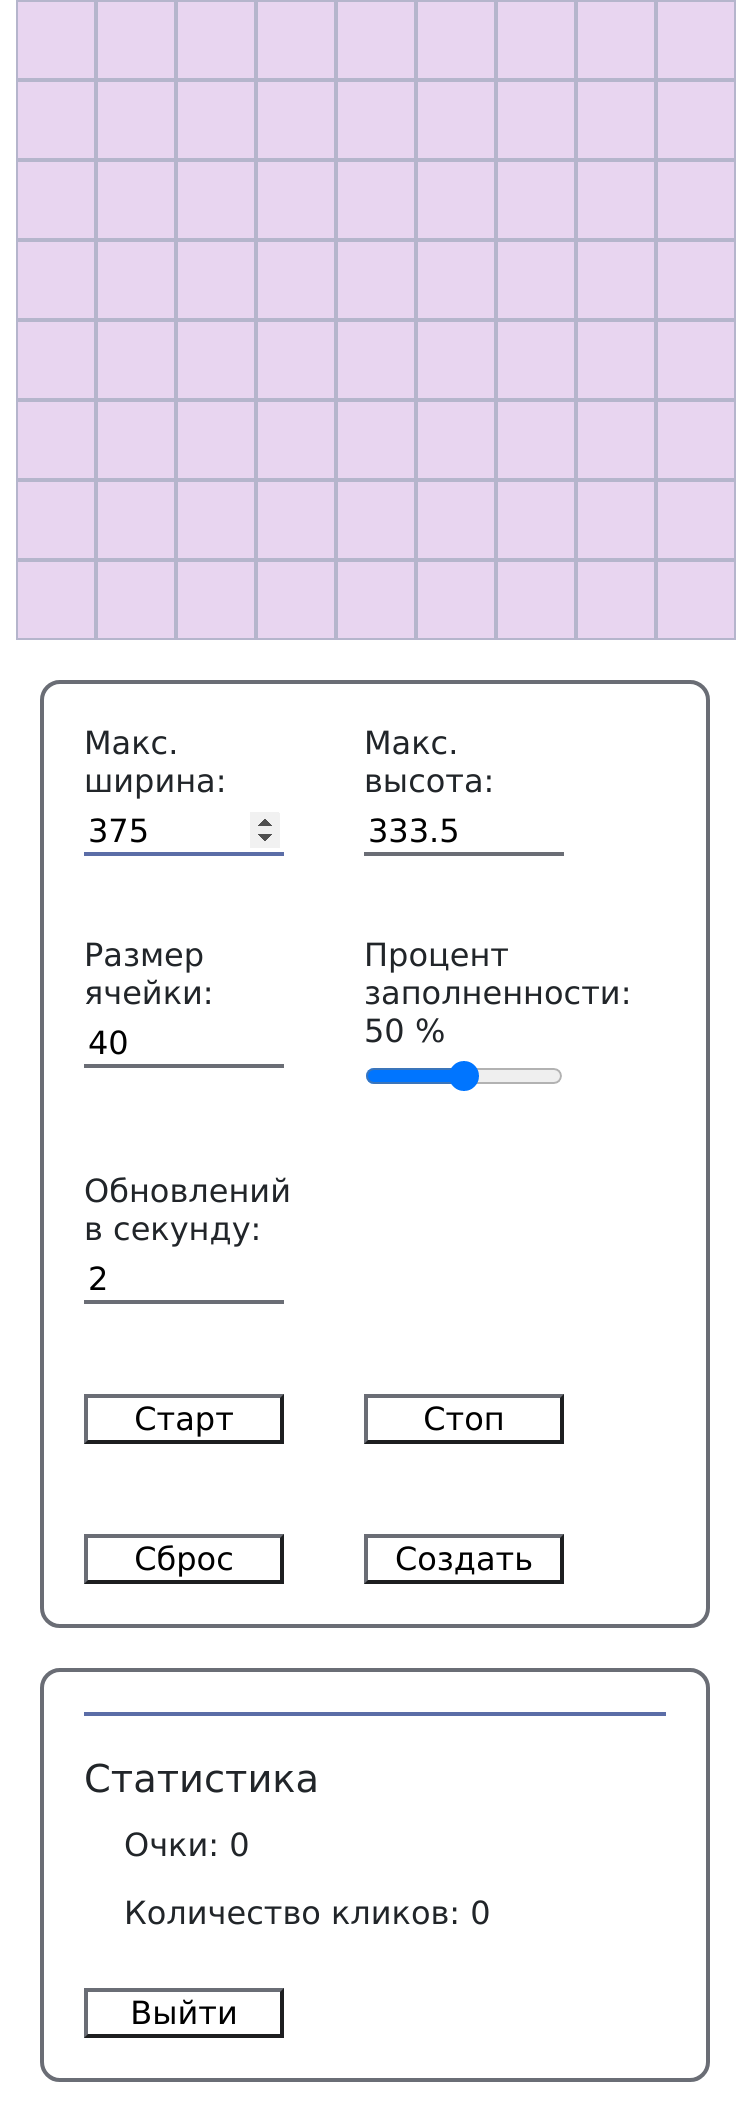 Макс.
ширина:
375
Макс.
высота:
333.5
Размер
ячейки:
40
Процент
заполненности:
50 %
Обновлений
в секунду:
2
Старт
Стоп
Сброс
Создать
Статистика
Очки: 0
Количество кликов: 0
Выйти